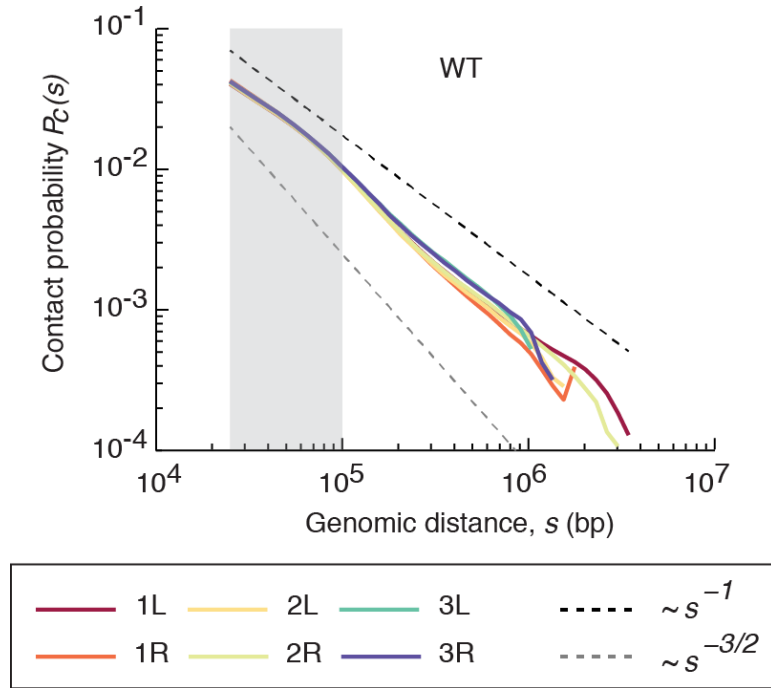 WT
Contact probability P_C(s)
10^-1
10^-2
10^-3
10^-4
10^4 10^5 10^6 10^7
Genomic distance, s (bp)
1L 2L 3L ~s^-1
1R 2R 3R ~s^-3/2